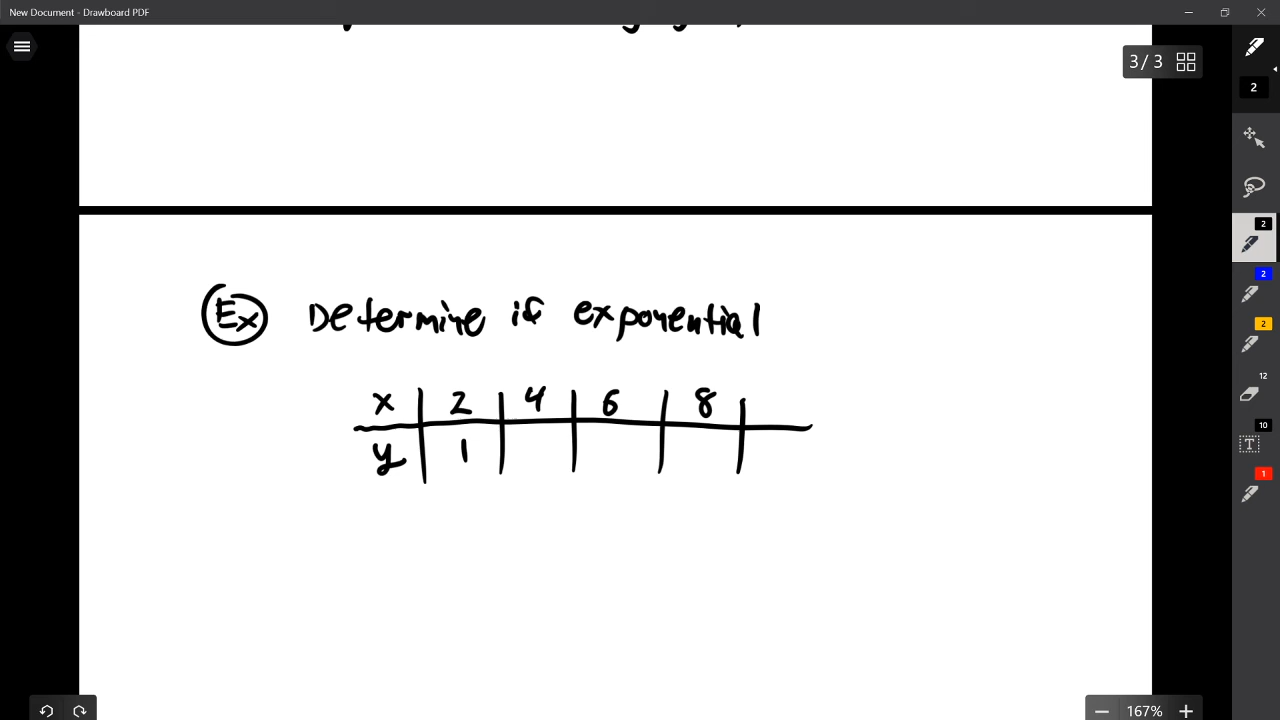 New Document - Drawboard PDF
3 / 3
2
Ex Determine if exponential
x 2 4 6 8
y 1
2
2
2
12
10
T
1
167%